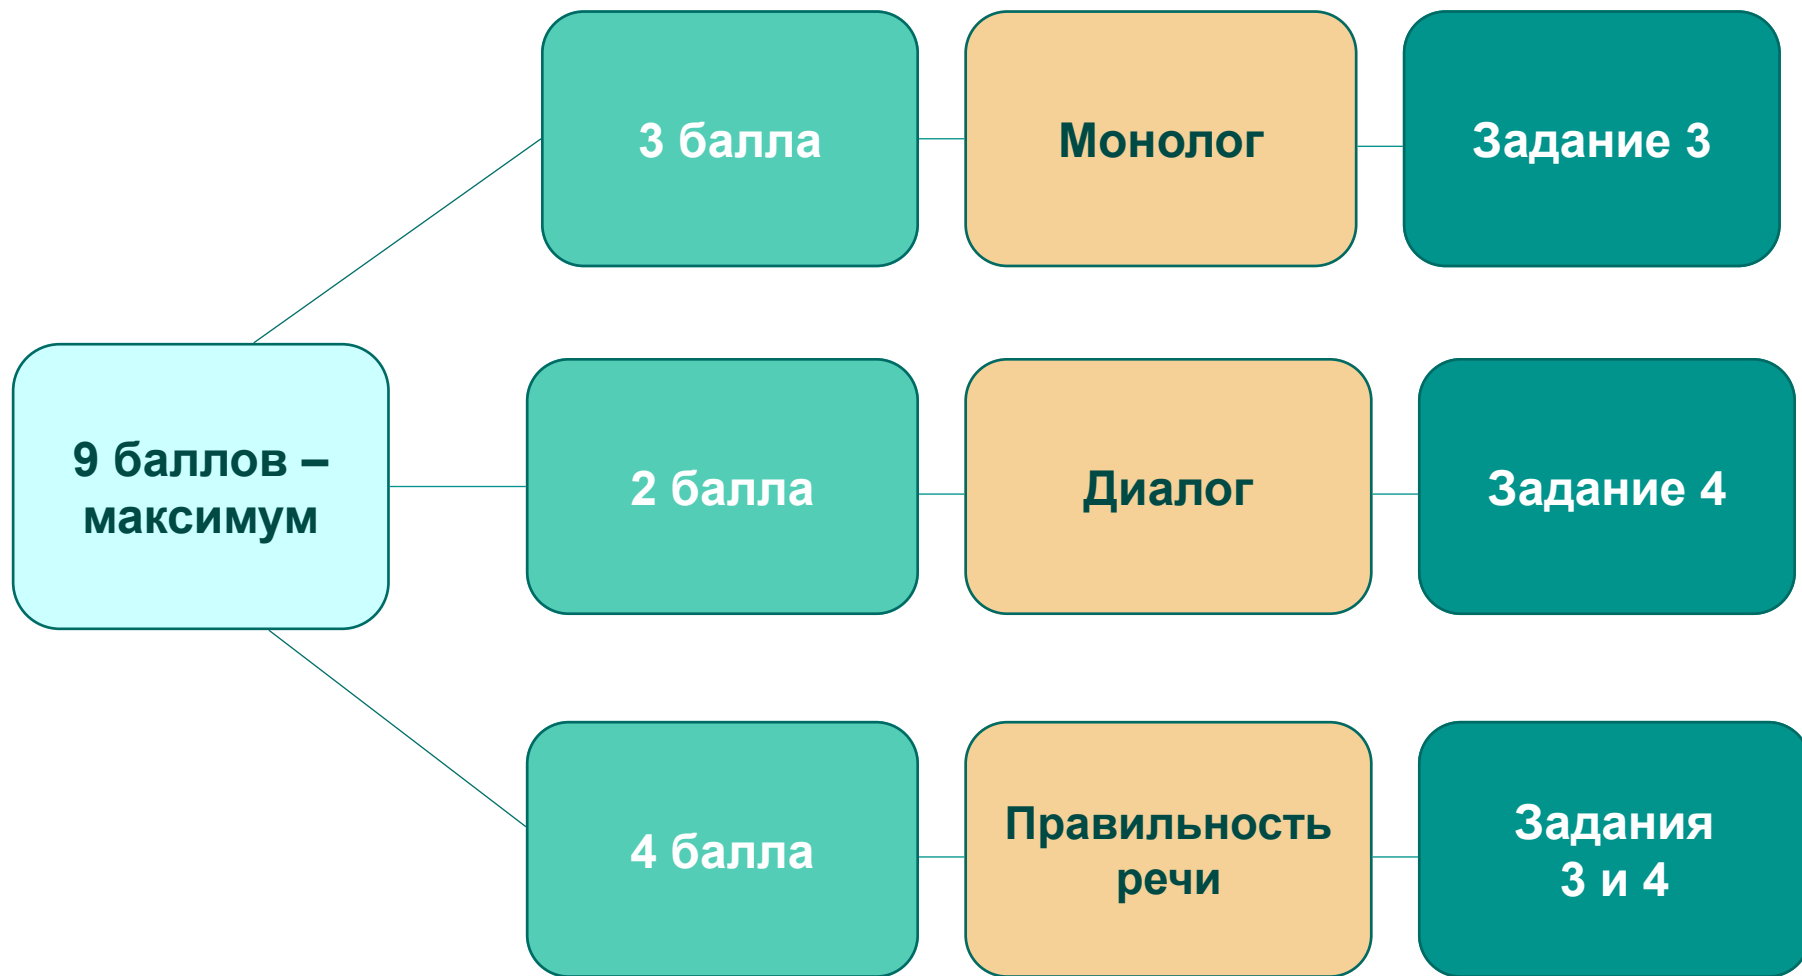 3 балла
Монолог
Задание 3
9 баллов –
максимум
2 балла
Диалог
Задание 4
4 балла
Правильность
речи
Задания
3 и 4